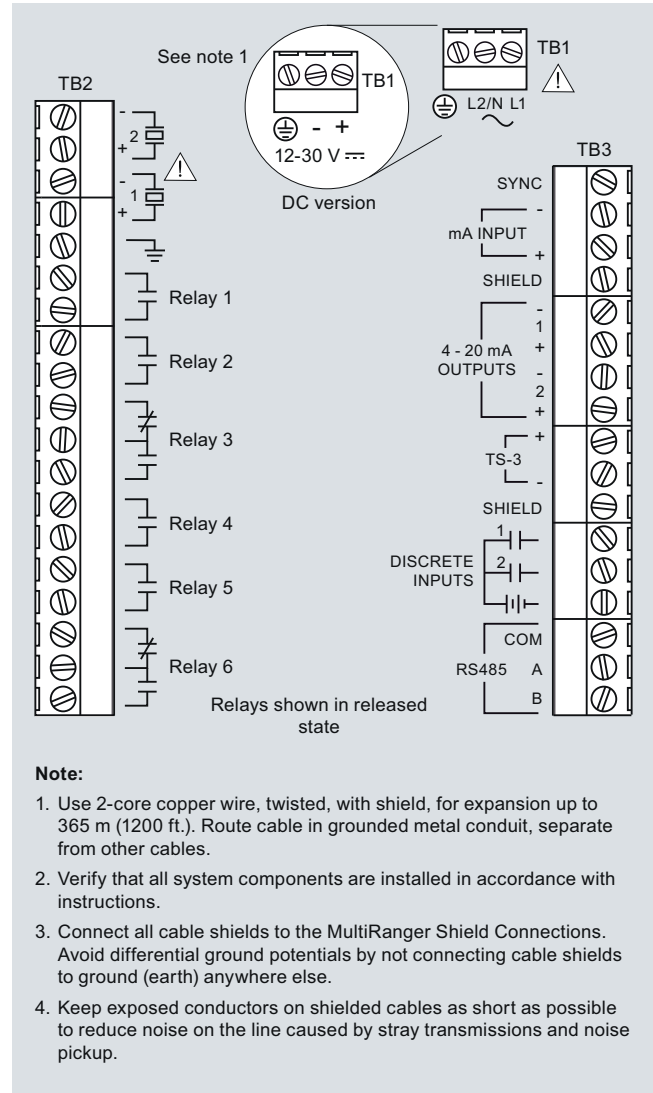 See note 1
TB1
TB1
L2/N L1
- +
12-30 V
DC version
TB2
-
2
+
-
1
+
Relay 1
Relay 2
Relay 3
Relay 4
Relay 5
Relay 6
Relays shown in released
state
TB3
SYNC
-
mA INPUT
+
SHIELD
-
1
4 - 20 mA
+
OUTPUTS
-
2
+
+
TS-3
-
SHIELD
1
DISCRETE
2
INPUTS
COM
RS485 A
B
Note:
1. Use 2-core copper wire, twisted, with shield, for expansion up to
365 m (1200 ft.). Route cable in grounded metal conduit, separate
from other cables.
2. Verify that all system components are installed in accordance with
instructions.
3. Connect all cable shields to the MultiRanger Shield Connections.
Avoid differential ground potentials by not connecting cable shields
to ground (earth) anywhere else.
4. Keep exposed conductors on shielded cables as short as possible
to reduce noise on the line caused by stray transmissions and noise
pickup.